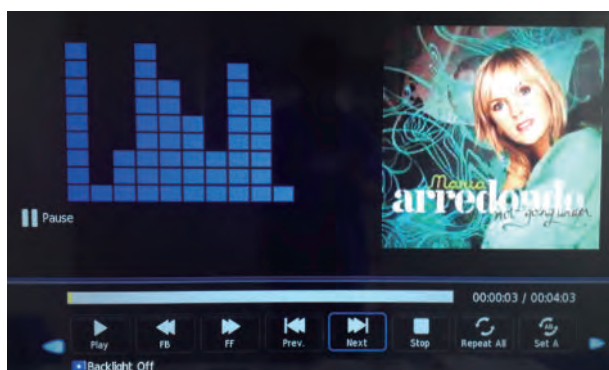 Maria
arredondo
not going under
Pause
00:00:03 / 00:04:03
Play FB FF Prev. Next Stop Repeat All Set A
Backlight Off